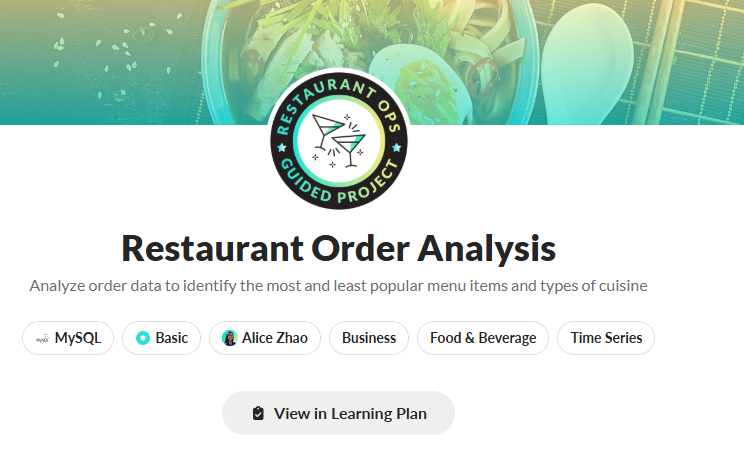 RESTAURANT OPS
GUIDED PROJECT
Restaurant Order Analysis
Analyze order data to identify the most and least popular menu items and types of cuisine
MySQL Basic Alice Zhao Business Food & Beverage Time Series
View in Learning Plan